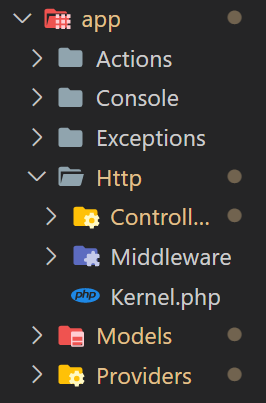 app
Actions
Console
Exceptions
Http
Controll...
Middleware
php Kernel.php
Models
Providers